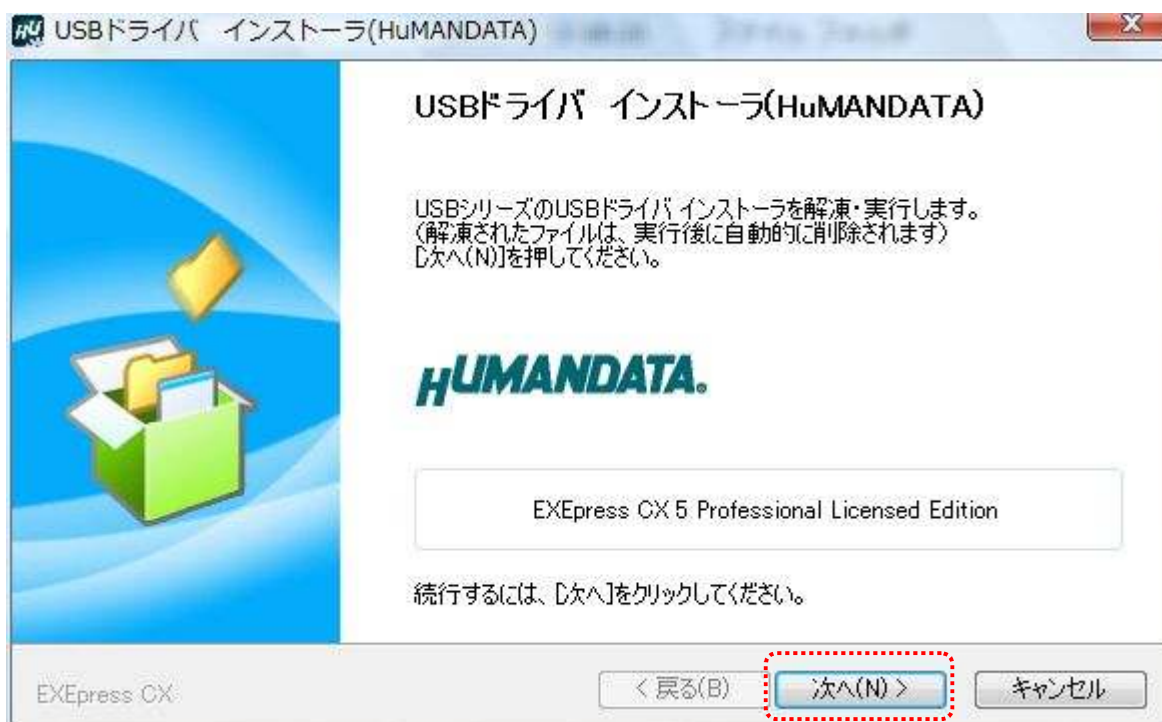 USBドライバ　インストーラ(HuMANDATA)
USBドライバ　インストーラ(HuMANDATA)
USBシリーズのUSBドライバ インストーラを解凍・実行します。
(解凍されたファイルは、実行後に自動的に削除されます)
[次へ(N)]を押してください。
HUMANDATA.
EXEpress CX 5 Professional Licensed Edition
続行するには、[次へ]をクリックしてください。
EXEpress CX
< 戻る(B)
次へ(N) >
キャンセル